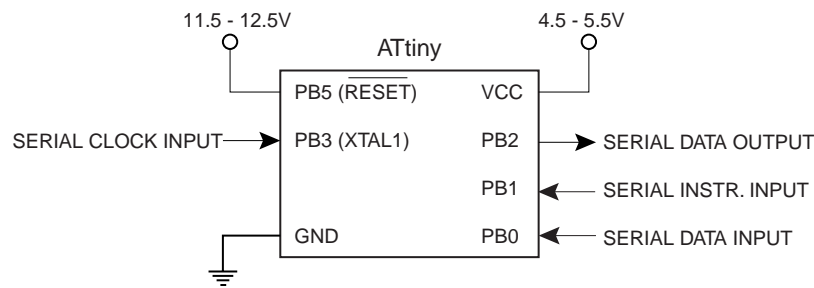 11.5 - 12.5V
4.5 - 5.5V
ATtiny
PB5 (RESET)
VCC
SERIAL CLOCK INPUT
PB3 (XTAL1)
PB2
SERIAL DATA OUTPUT
PB1
SERIAL INSTR. INPUT
GND
PB0
SERIAL DATA INPUT